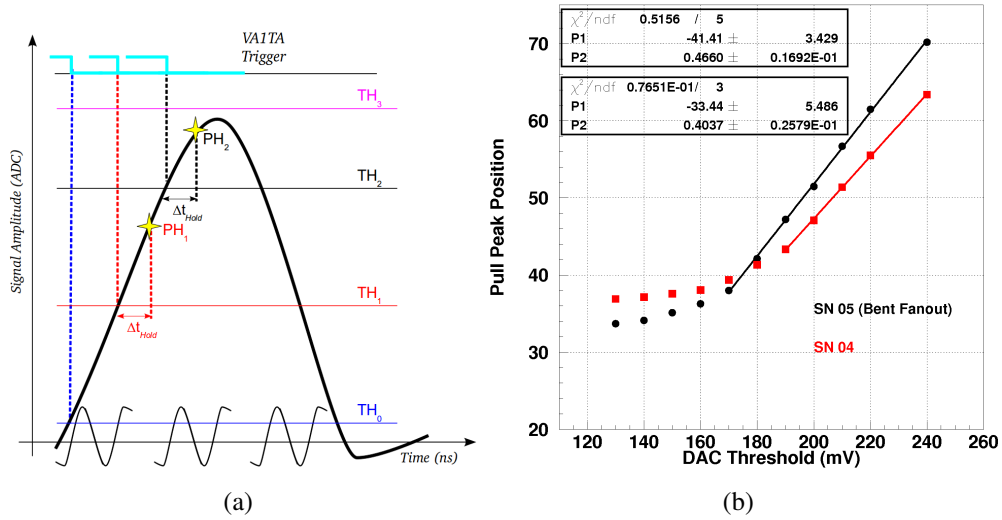 VA1TA
Trigger
TH3
PH2
TH2
ΔtHold
PH1
TH1
ΔtHold
TH0
Signal Amplitude (ADC)
Time (ns)
(a)
χ2/ndf 0.5156 / 5
P1 -41.41 ± 3.429
P2 0.4660 ± 0.1692E-01
χ2/ndf 0.7651E-01/ 3
P1 -33.44 ± 5.486
P2 0.4037 ± 0.2579E-01
Pull Peak Position
70
60
50
40
30
20
SN 05 (Bent Fanout)
SN 04
120 140 160 180 200 220 240 260
DAC Threshold (mV)
(b)